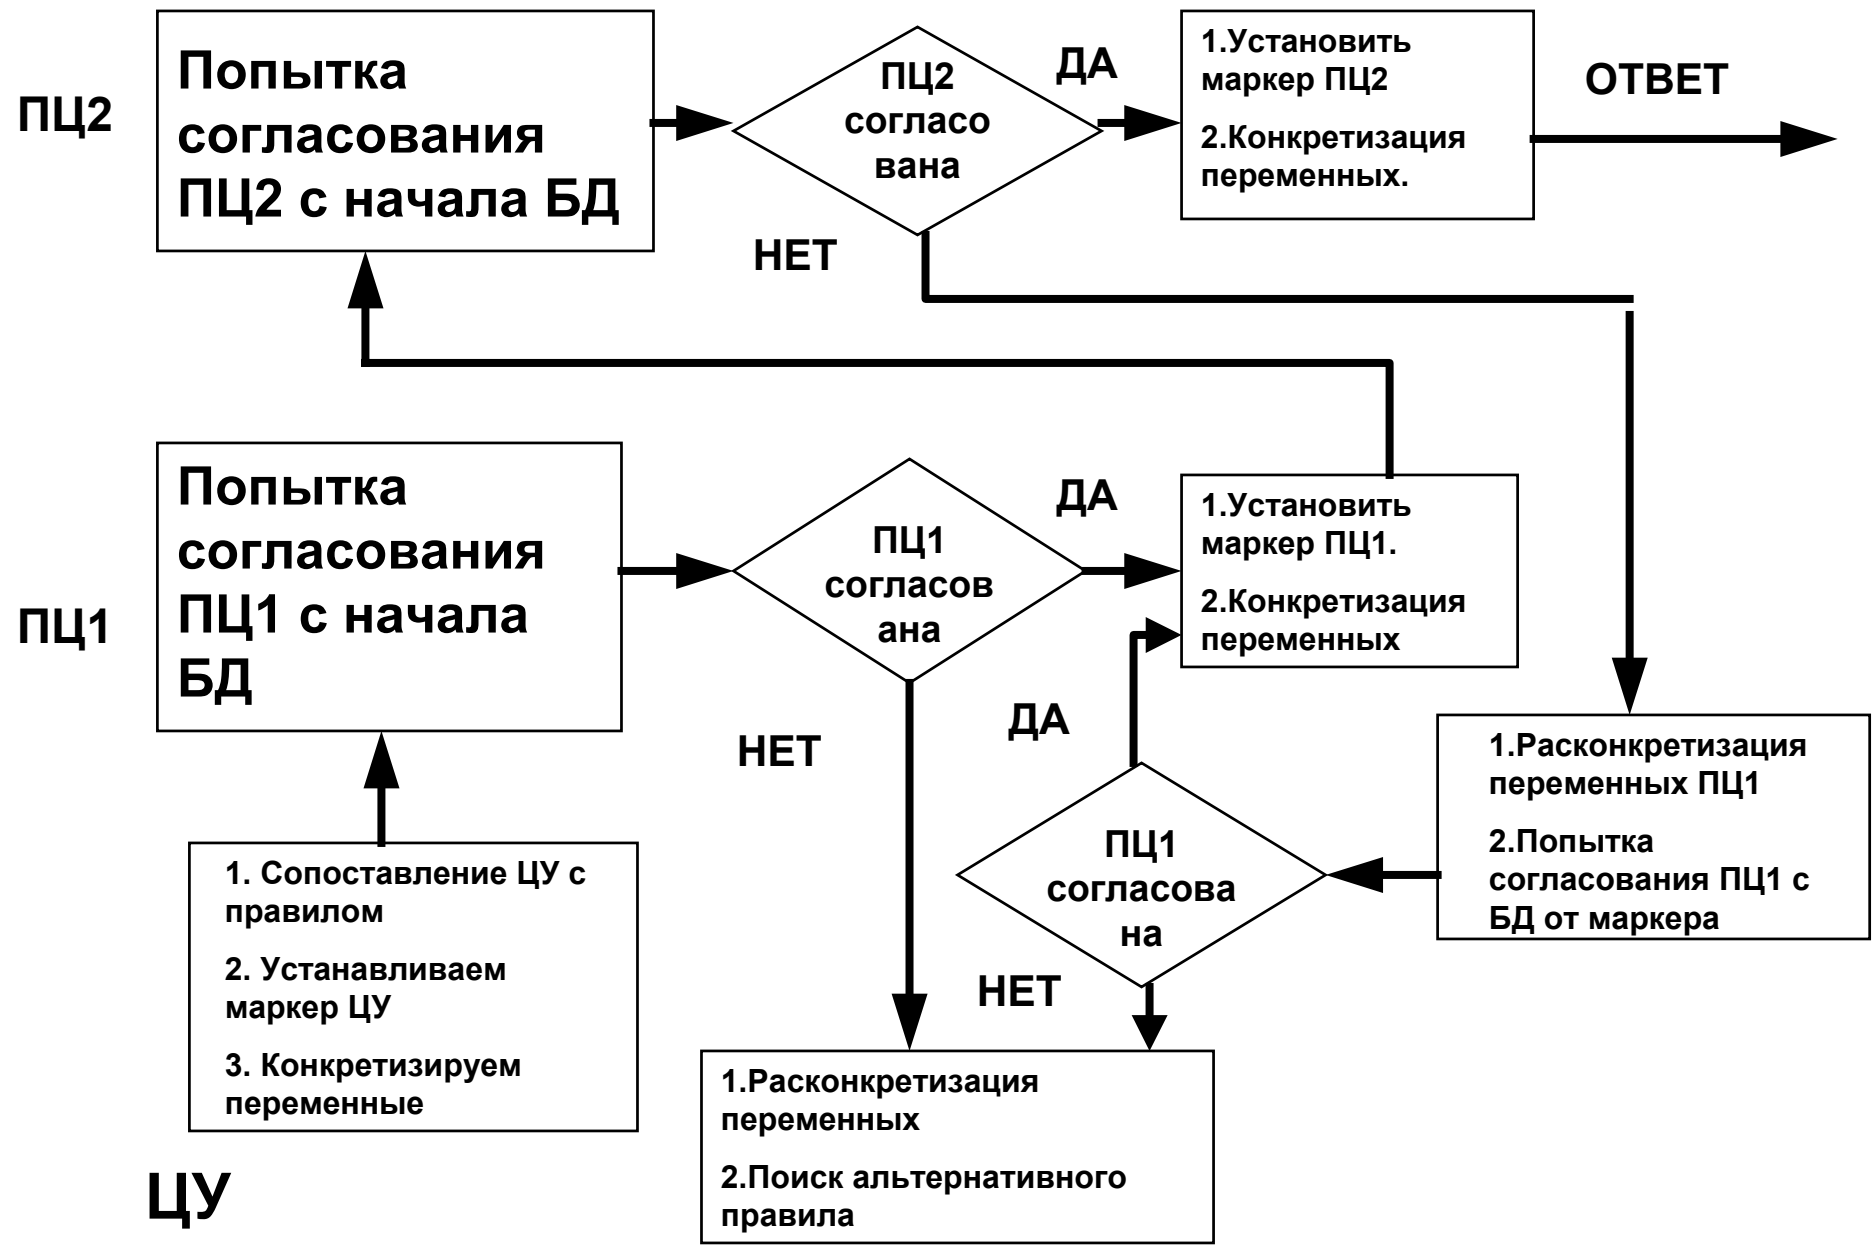 ПЦ2
Попытка
согласования
ПЦ2 с начала БД
ПЦ2
согласо
вана
ДА
1.Установить
маркер ПЦ2
2.Конкретизация
переменных.
ОТВЕТ
НЕТ
ПЦ1
Попытка
согласования
ПЦ1 с начала
БД
ПЦ1
согласов
ана
ДА
1.Установить
маркер ПЦ1.
2.Конкретизация
переменных
НЕТ
ДА
1.Расконкретизация
переменных ПЦ1
2.Попытка
согласования ПЦ1 с
БД от маркера
ПЦ1
согласова
на
НЕТ
1. Сопоставление ЦУ с
правилом
2. Устанавливаем
маркер ЦУ
3. Конкретизируем
переменные
ЦУ
1.Расконкретизация
переменных
2.Поиск альтернативного
правила